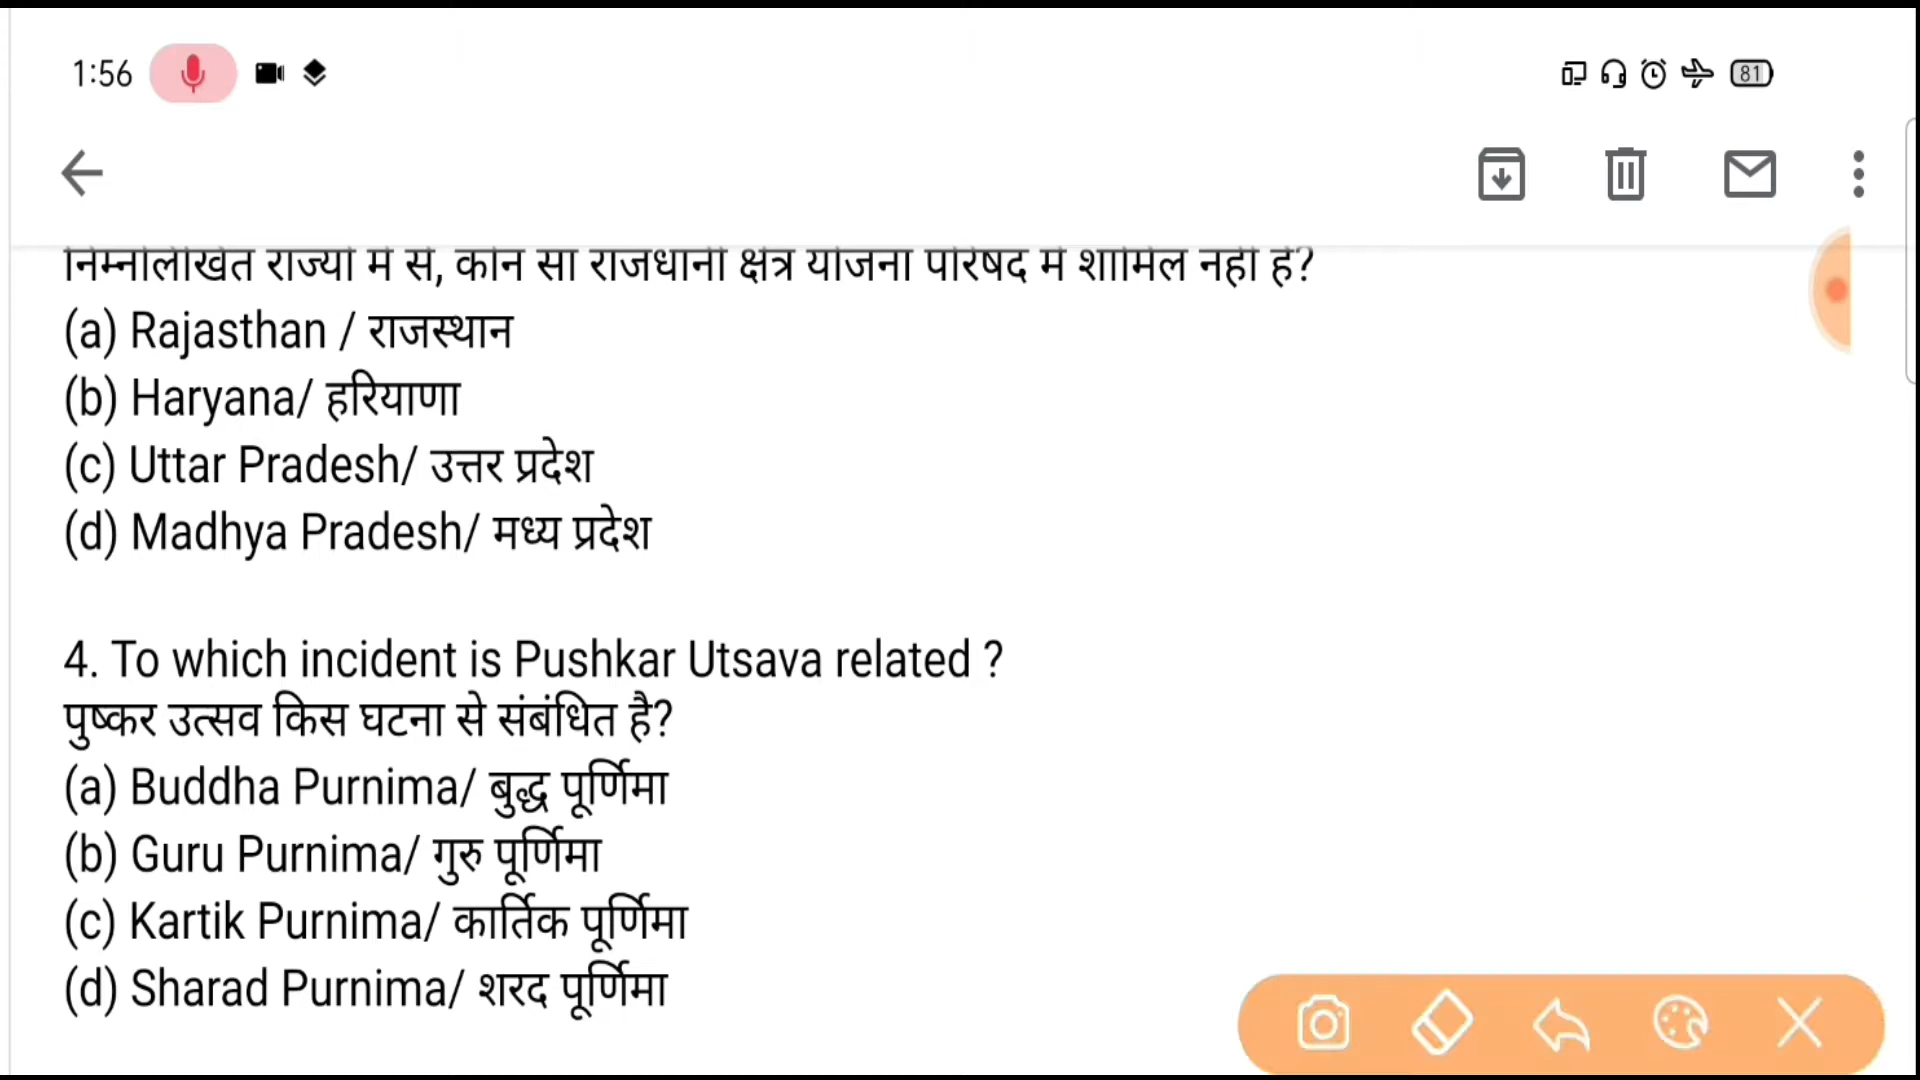 1:56
81
निम्नलिखित राज्यों में से, कौन सा राजधानी क्षेत्र योजना परिषद में शामिल नहीं है?
(a) Rajasthan / राजस्थान
(b) Haryana/ हरियाणा
(c) Uttar Pradesh/ उत्तर प्रदेश
(d) Madhya Pradesh/ मध्य प्रदेश
4. To which incident is Pushkar Utsava related ?
पुष्कर उत्सव किस घटना से संबंधित है?
(a) Buddha Purnima/ बुद्ध पूर्णिमा
(b) Guru Purnima/ गुरु पूर्णिमा
(c) Kartik Purnima/ कार्तिक पूर्णिमा
(d) Sharad Purnima/ शरद पूर्णिमा